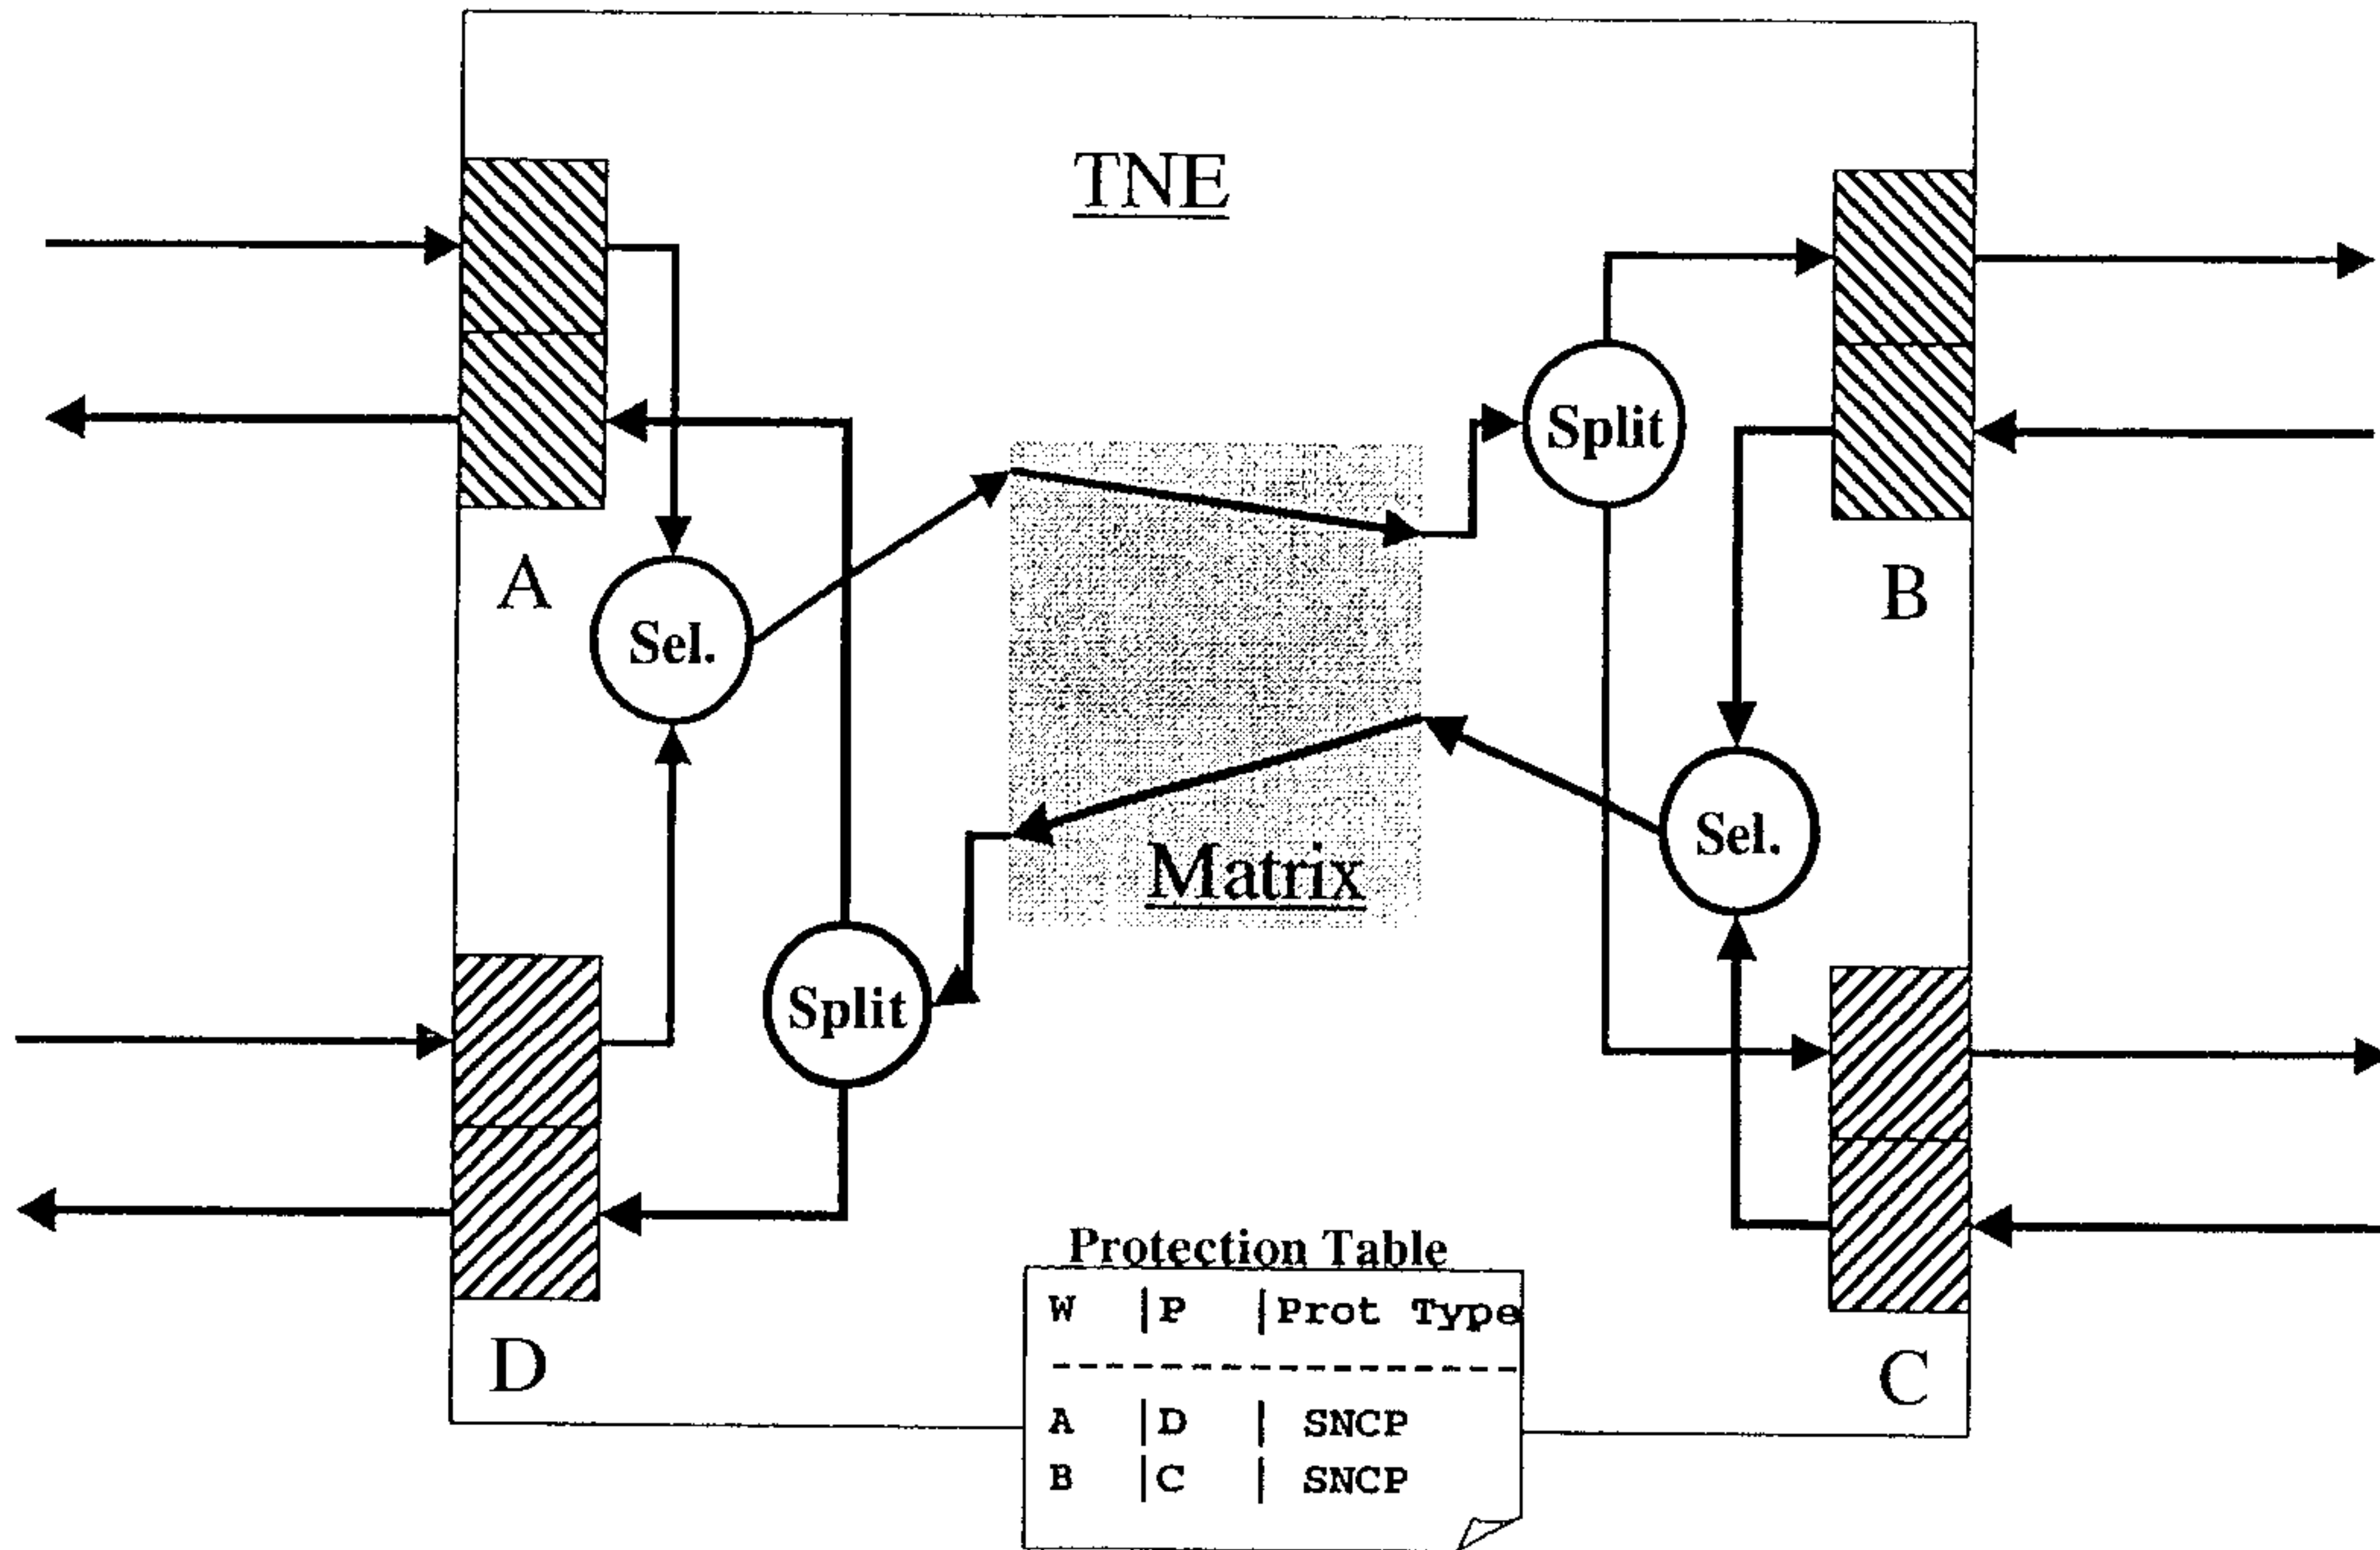 TNE
Split
A
B
Sel.
Sel.
Matrix
Split
D
C
Protection Table
W |P |Prot Type
--------------------
A |D | SNCP
B |C | SNCP